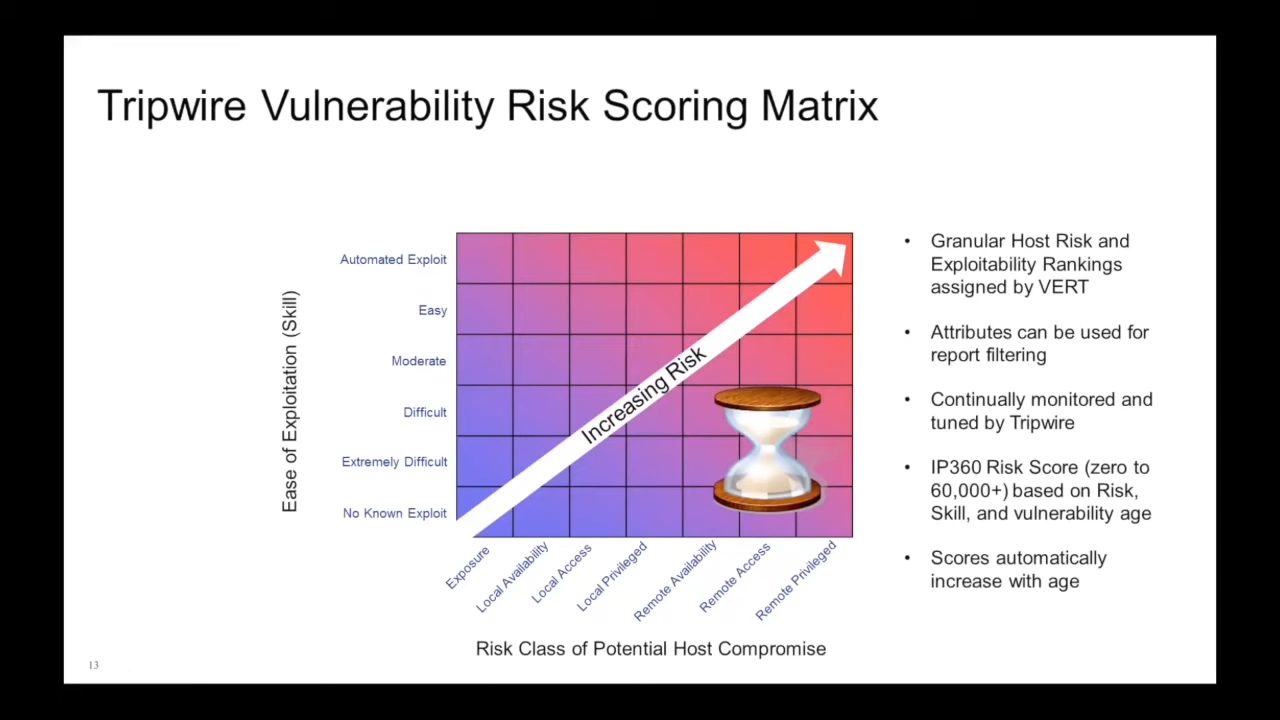 Tripwire Vulnerability Risk Scoring Matrix
Ease of Exploitation (Skill)
Automated Exploit
Easy
Moderate
Difficult
Extremely Difficult
No Known Exploit
Increasing Risk
Exposure
Local Availability
Local Access
Local Privileged
Remote Availability
Remote Access
Remote Privileged
Risk Class of Potential Host Compromise
• Granular Host Risk and
Exploitability Rankings
assigned by VERT
• Attributes can be used for
report filtering
• Continually monitored and
tuned by Tripwire
• IP360 Risk Score (zero to
60,000+) based on Risk,
Skill, and vulnerability age
• Scores automatically
increase with age
13